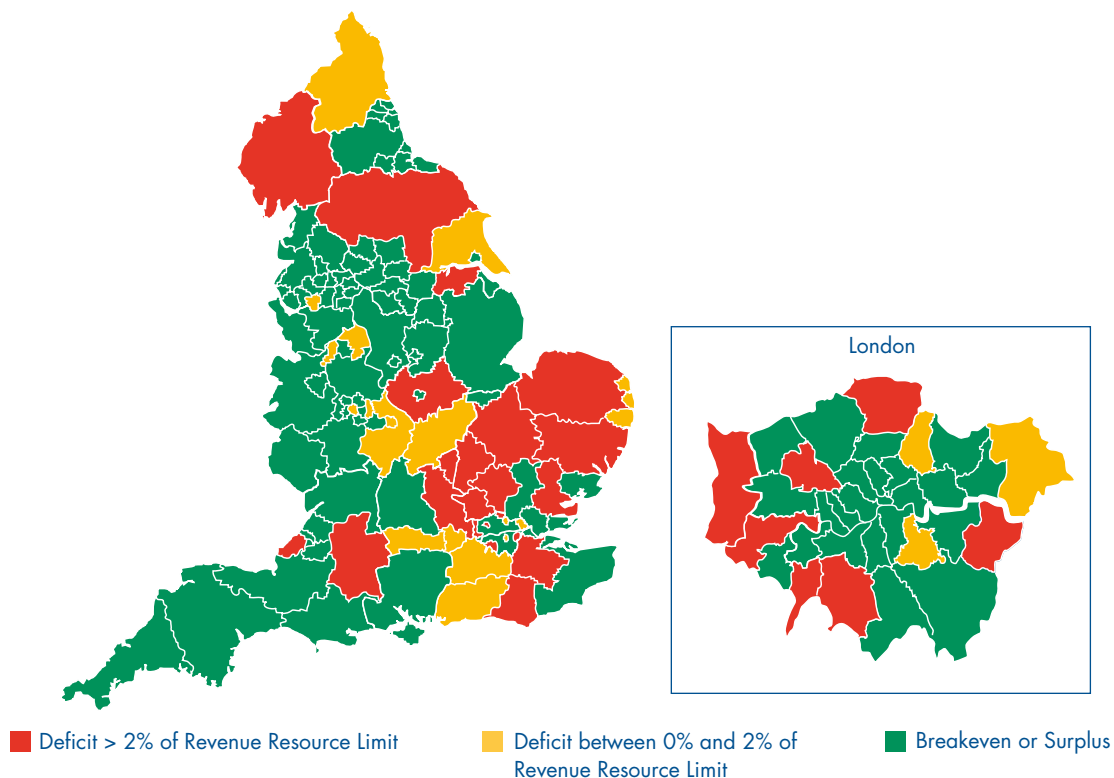 London
Deficit > 2% of Revenue Resource Limit
Deficit between 0% and 2% of
Revenue Resource Limit
Breakeven or Surplus